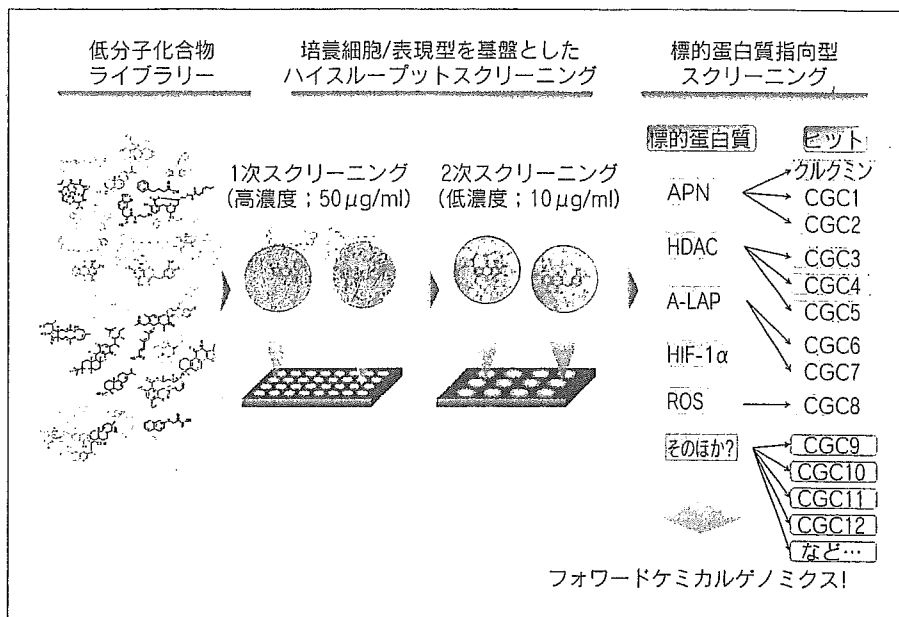 低分子化合物
ライブラリー
培養細胞/表現型を基盤とした
ハイスループットスクリーニング
標的蛋白質指向型
スクリーニング
1次スクリーニング
(高濃度；50μg/ml)
2次スクリーニング
(低濃度；10μg/ml)
標的蛋白質
ヒット
APN
クルクミン
CGC1
CGC2
HDAC
CGC3
CGC4
CGC5
A-LAP
CGC6
CGC7
HIF-1α
ROS
CGC8
そのほか?
CGC9
CGC10
CGC11
CGC12
など…
フォワードケミカルゲノミクス!